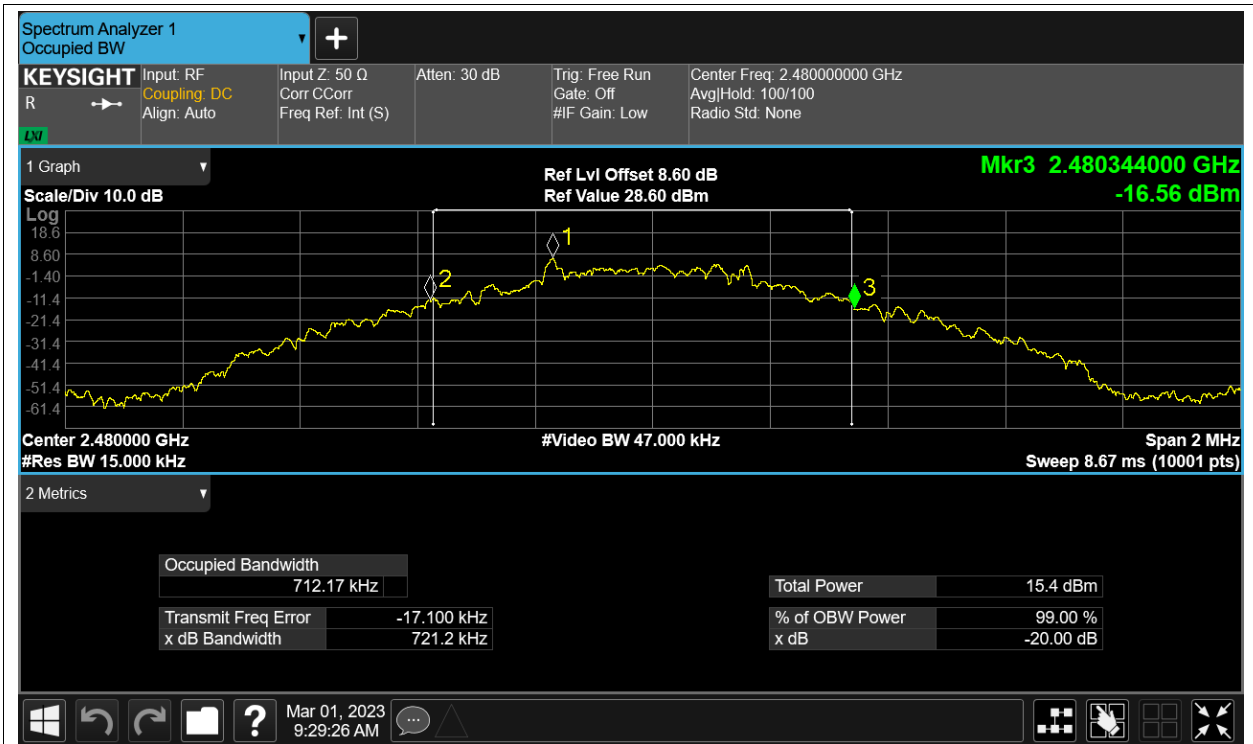 Spectrum Analyzer 1
Occupied BW
KEYSIGHT
R
LXI
Input: RF
Coupling: DC
Align: Auto
Input Z: 50 Ω
Corr CCorr
Freq Ref: Int (S)
Atten: 30 dB
Trig: Free Run
Gate: Off
#IF Gain: Low
Center Freq: 2.480000000 GHz
Avg|Hold: 100/100
Radio Std: None
1 Graph
Scale/Div 10.0 dB
Ref Lvl Offset 8.60 dB
Ref Value 28.60 dBm
Mkr3 2.480344000 GHz
-16.56 dBm
Log
18.6
8.60
-1.40
-11.4
-21.4
-31.4
-41.4
-51.4
-61.4
1
2
3
Center 2.480000 GHz
#Video BW 47.000 kHz
Span 2 MHz
#Res BW 15.000 kHz
Sweep 8.67 ms (10001 pts)
2 Metrics
Occupied Bandwidth
712.17 kHz
Transmit Freq Error -17.100 kHz
x dB Bandwidth 721.2 kHz
Total Power 15.4 dBm
% of OBW Power 99.00 %
x dB -20.00 dB
?
Mar 01, 2023
9:29:26 AM